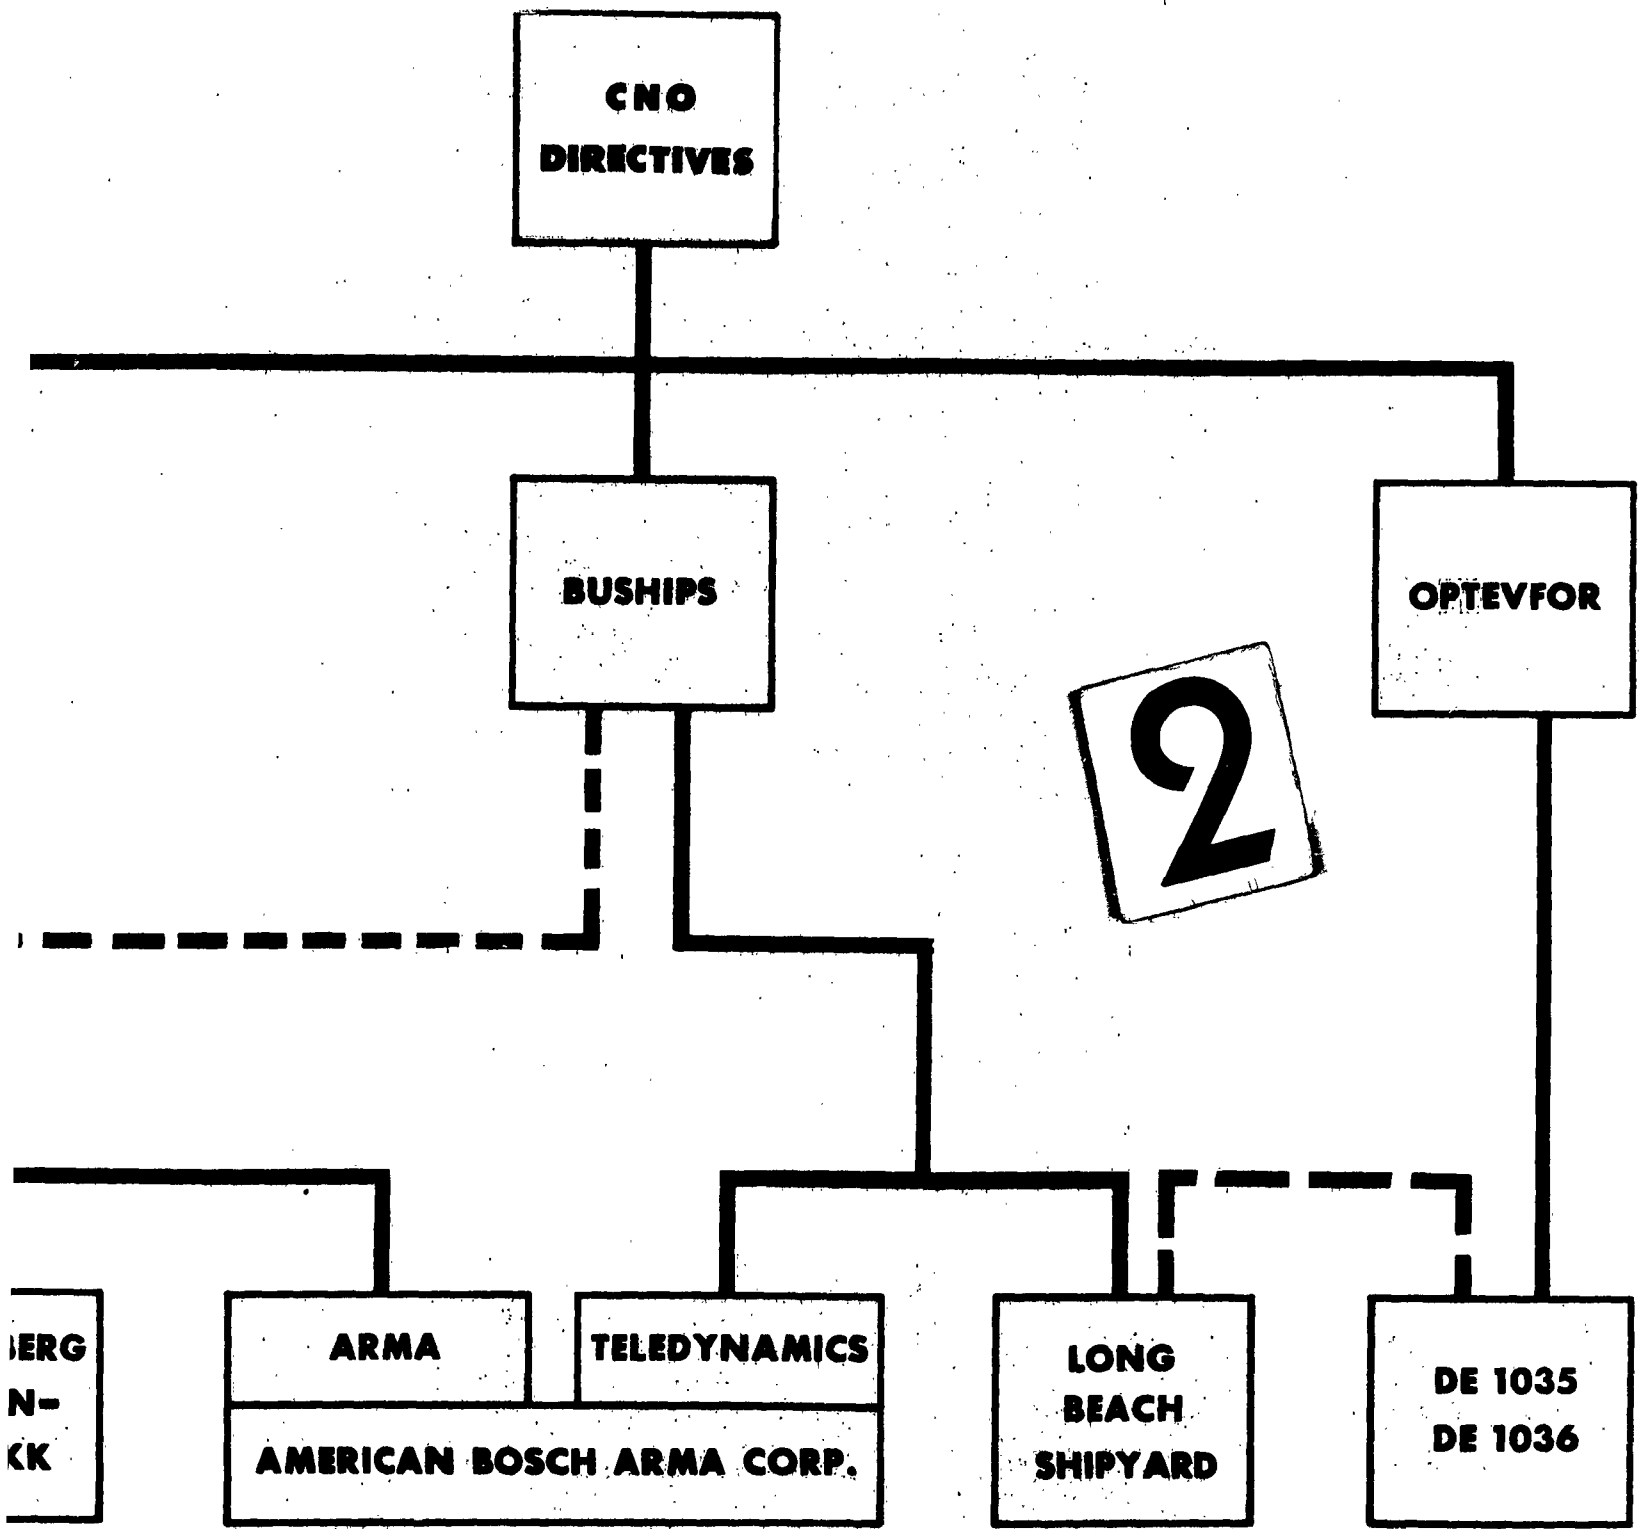 CNO
DIRECTIVES
BUSHIPS
OPTEVFOR
2
ARMA
TELEDYNAMICS
AMERICAN BOSCH ARMA CORP.
LONG
BEACH
SHIPYARD
DE 1035
DE 1036